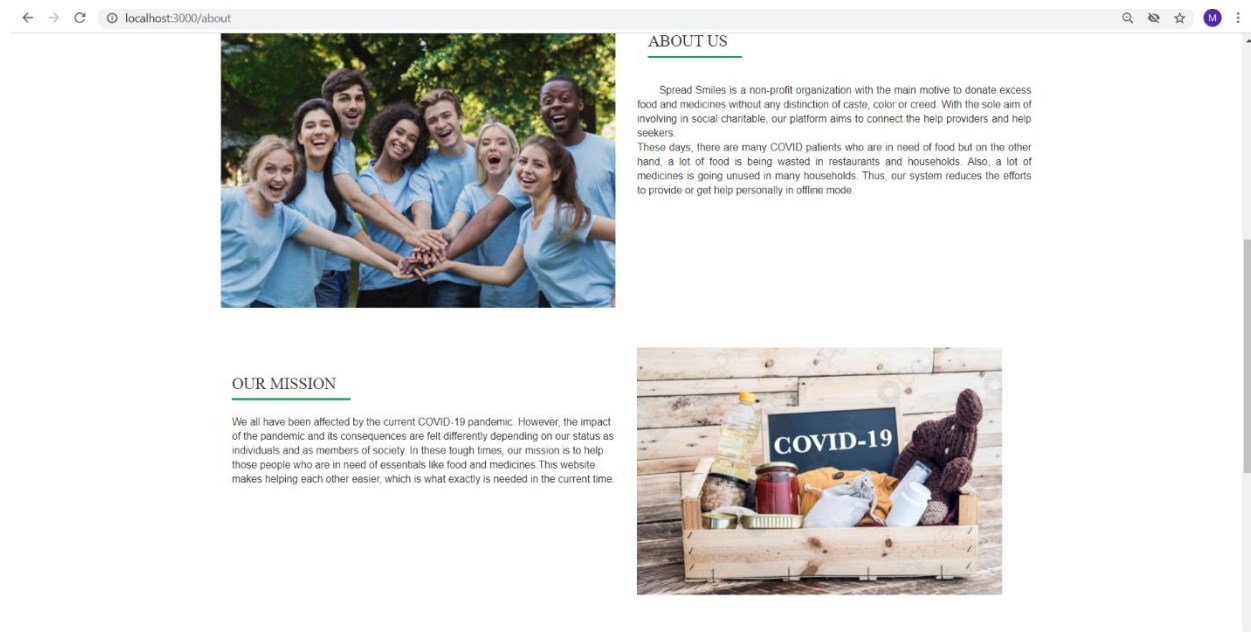 localhost:3000/about
M
ABOUT US
Spread Smiles is a non-profit organization with the main motive to donate excess
food and medicines without any distinction of caste, color or creed. With the sole aim of
involving in social charitable, our platform aims to connect the help providers and help
seekers.
These days, there are many COVID patients who are in need of food but on the other
hand, a lot of food is being wasted in restaurants and households. Also, a lot of
medicines is going unused in many households. Thus, our system reduces the efforts
to provide or get help personally in offline mode.
OUR MISSION
We all have been affected by the current COVID-19 pandemic. However, the impact
of the pandemic and its consequences are felt differently depending on our status as
individuals and as members of society. In these tough times, our mission is to help
those people who are in need of essentials like food and medicines.This website
makes helping each other easier, which is what exactly is needed in the current time.
COVID-19